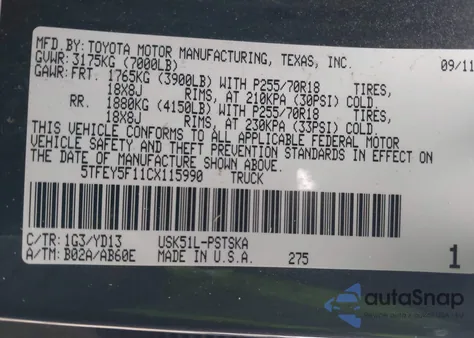 MFD.BY: TOYOTA MOTOR MANUFACTURING, TEXAS, INC. 09/11
GVWR: 3175KG (7000LB)
GAWR: FRT. 1765KG (3900LB) WITH P255/70R18 TIRES,
18X8J RIMS, AT 210KPA (30PSI) COLD.
RR. 1880KG (4150LB) WITH P255/70R18 TIRES,
18X8J RIMS, AT 230KPA (33PSI) COLD.
THIS VEHICLE CONFORMS TO ALL APPLICABLE FEDERAL MOTOR
VEHICLE SAFETY AND THEFT PREVENTION STANDARDS IN EFFECT ON
THE DATE OF MANUFACTURE SHOWN ABOVE.
5TFEY5F11CX115990 TRUCK
C/TR: 1G3/YD13 USK51L-PSTSKA
A/TM: B02A/AB60E MADE IN U.S.A. 275 1
autaSnap